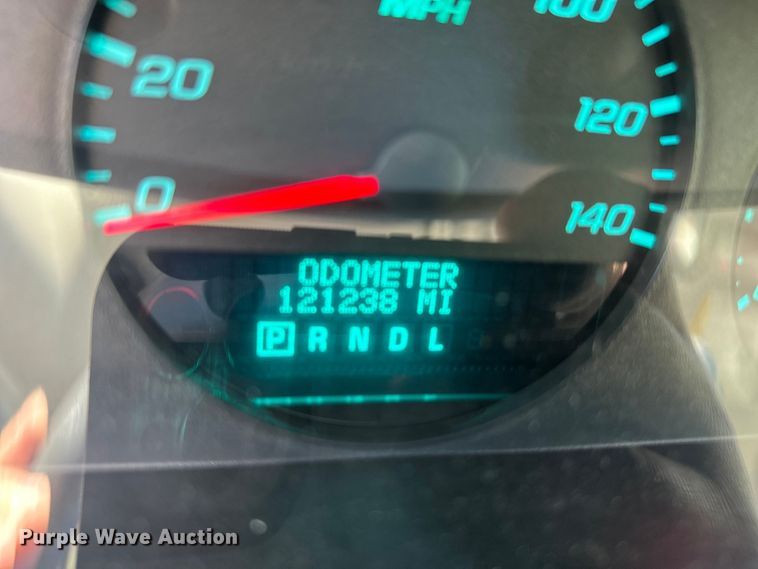 MPH
100
20
120
0
140
ODOMETER
121238 MI
P R N D L
Purple Wave Auction